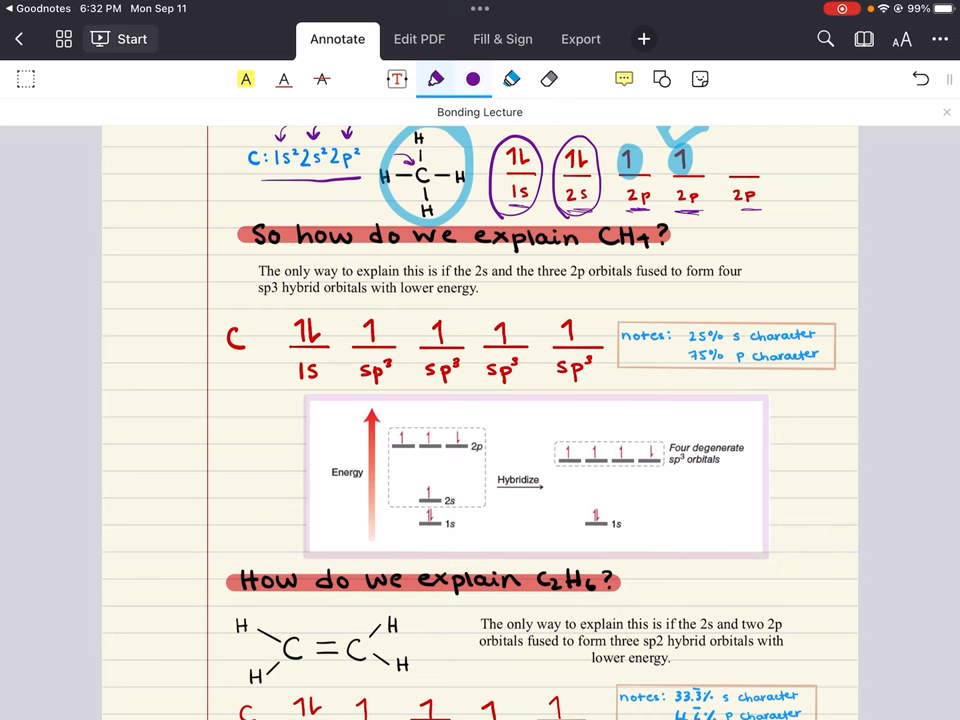 Goodnotes 6:32 PM Mon Sep 11 99%
Start Annotate Edit PDF Fill & Sign Export
A A A T
Bonding Lecture
C: 1s² 2s² 2p²
H
H — C — H
H
1s 2s 2p 2p 2p
So how do we explain CH4?
The only way to explain this is if the 2s and the three 2p orbitals fused to form four
sp3 hybrid orbitals with lower energy.
C 1s sp³ sp³ sp³ sp³
notes: 25% s character
75% p character
Energy
2p
2s
1s
Hybridize
Four degenerate
sp³ orbitals
1s
How do we explain C2H6?
H H
C = C
H H
The only way to explain this is if the 2s and two 2p
orbitals fused to form three sp2 hybrid orbitals with
lower energy.
C
notes: 33.3% s character
% p character